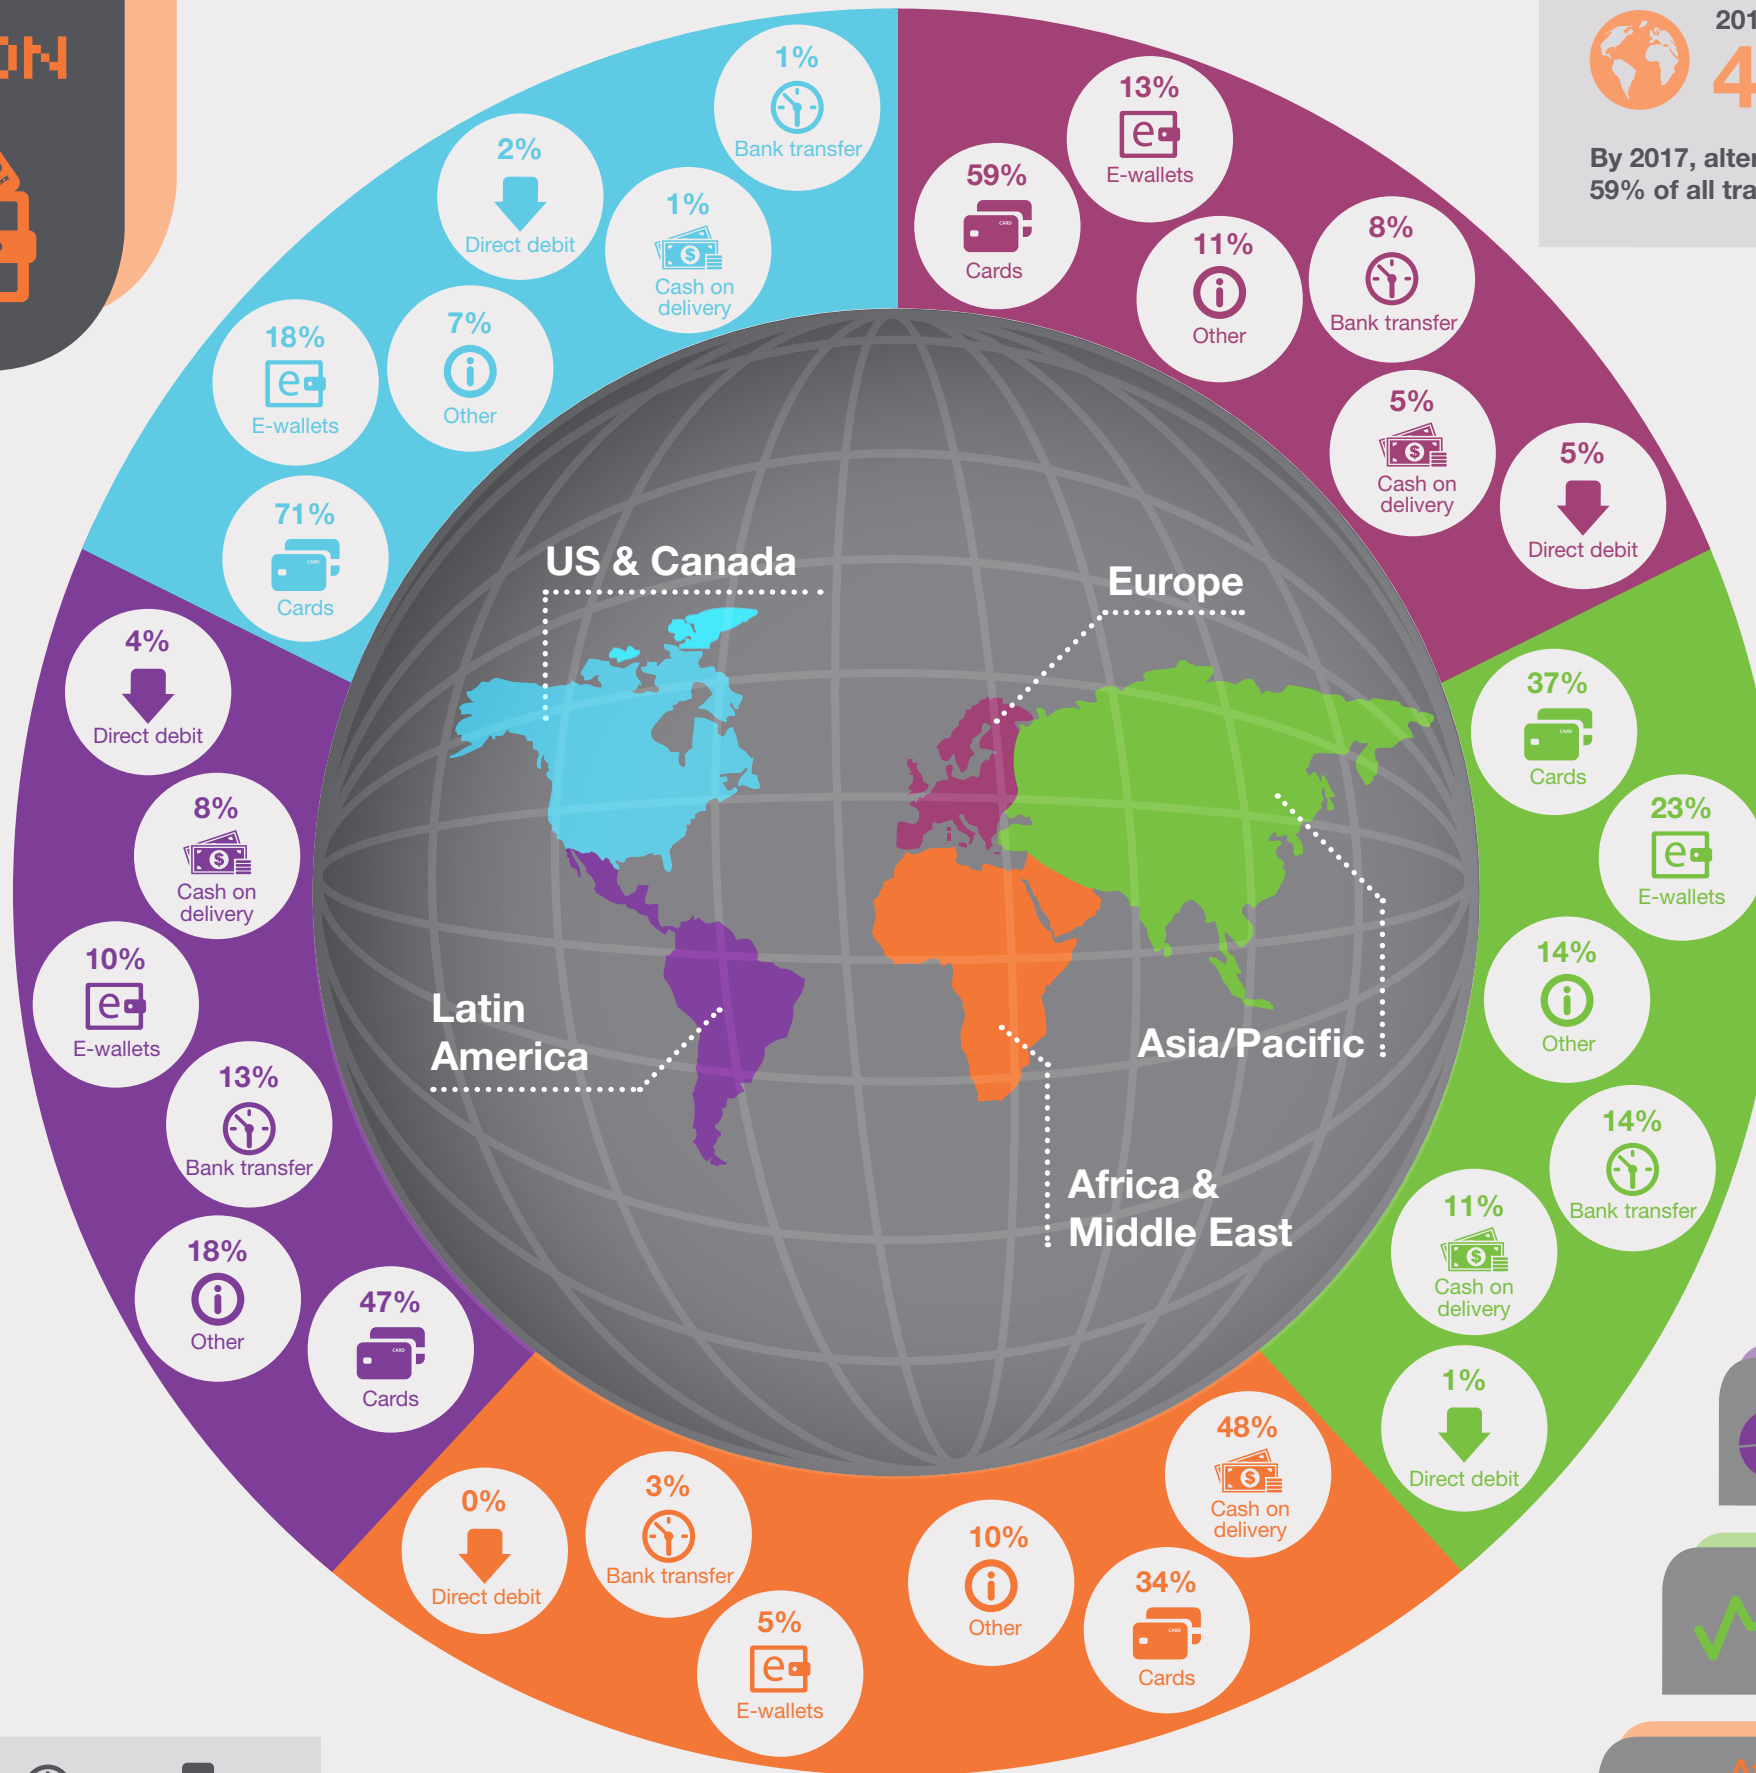 ON
1%
Bank transfer
2%
Direct debit
1%
Cash on
delivery
18%
E-wallets
7%
Other
71%
Cards
13%
E-wallets
59%
Cards
11%
Other
8%
Bank transfer
5%
Cash on
delivery
5%
Direct debit
201
4
By 2017, alter
59% of all tra
US & Canada
Europe
Latin
America
Asia/Pacific
Africa &
Middle East
4%
Direct debit
8%
Cash on
delivery
10%
E-wallets
13%
Bank transfer
18%
Other
47%
Cards
37%
Cards
23%
E-wallets
14%
Other
14%
Bank transfer
11%
Cash on
delivery
1%
Direct debit
0%
Direct debit
3%
Bank transfer
5%
E-wallets
10%
Other
34%
Cards
48%
Cash on
delivery